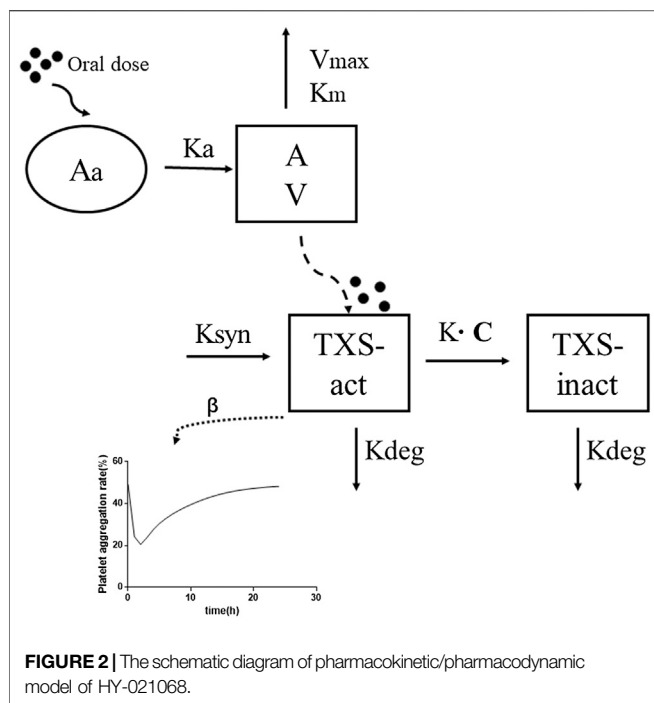 Oral dose
Vmax
Km
Aa
Ka
A
V
Ksyn
TXS-
act
K· C
TXS-
inact
β
Kdeg
Kdeg
Platelet aggregation rate(%)
60
40
20
0
0
10
20
30
time(h)
FIGURE 2 | The schematic diagram of pharmacokinetic/pharmacodynamic
model of HY-021068.